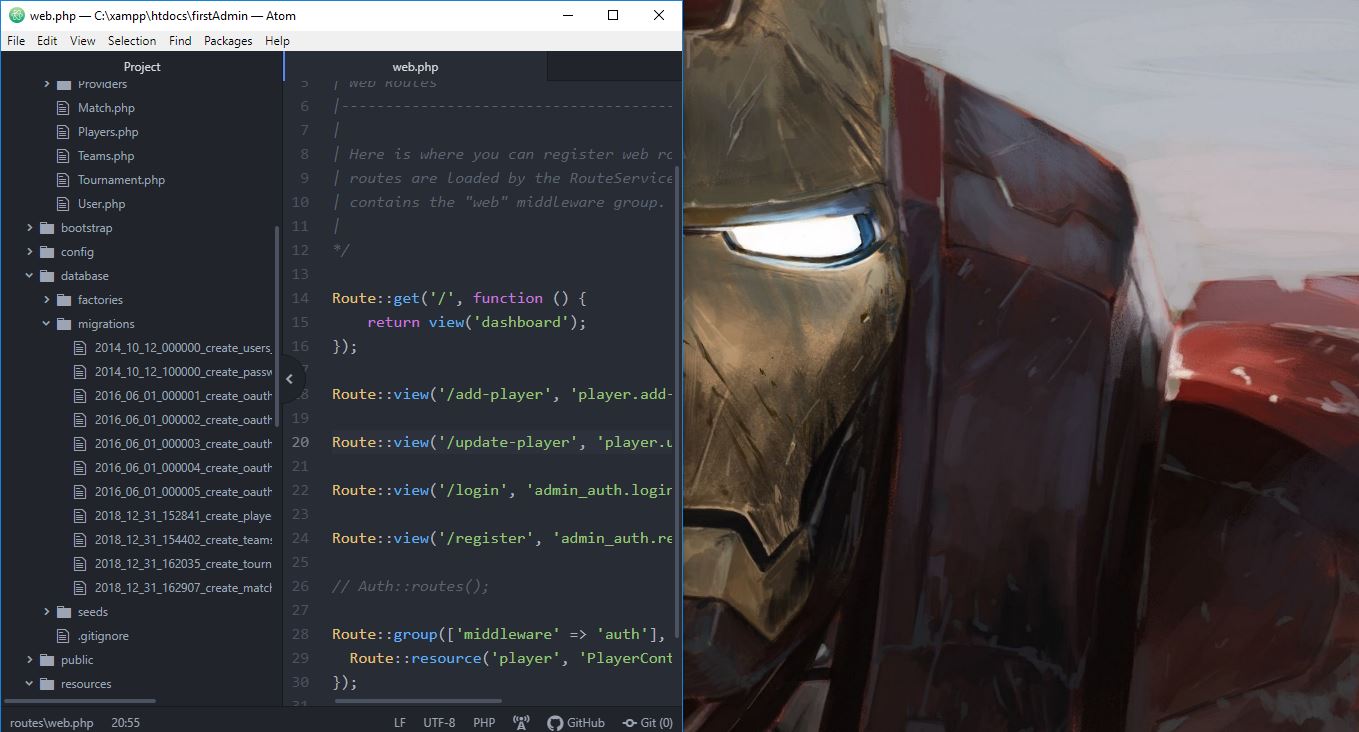 web.php — C:\xampp\htdocs\firstAdmin — Atom
File Edit View Selection Find Packages Help
Project
Providers
Match.php
Players.php
Teams.php
Tournament.php
User.php
bootstrap
config
database
factories
migrations
2014_10_12_000000_create_users_
2014_10_12_100000_create_passw
2016_06_01_000001_create_oauth
2016_06_01_000002_create_oauth
2016_06_01_000003_create_oauth
2016_06_01_000004_create_oauth
2016_06_01_000005_create_oauth
2018_12_31_152841_create_playe
2018_12_31_154402_create_teams
2018_12_31_162035_create_tourn
2018_12_31_162907_create_match
seeds
.gitignore
public
resources
web.php
5 | Web Routes
6 |--------------------------------------
7 |
8 | Here is where you can register web ro
9 | routes are loaded by the RouteService
10 | contains the "web" middleware group.
11 |
12 */
13
14 Route::get('/', function () {
15 return view('dashboard');
16 });
18 Route::view('/add-player', 'player.add-
19
20 Route::view('/update-player', 'player.u
21
22 Route::view('/login', 'admin_auth.login
23
24 Route::view('/register', 'admin_auth.re
25
26 // Auth::routes();
27
28 Route::group(['middleware' => 'auth'],
29 Route::resource('player', 'PlayerCont
30 });
31
routes\web.php 20:55 LF UTF-8 PHP GitHub Git (0)